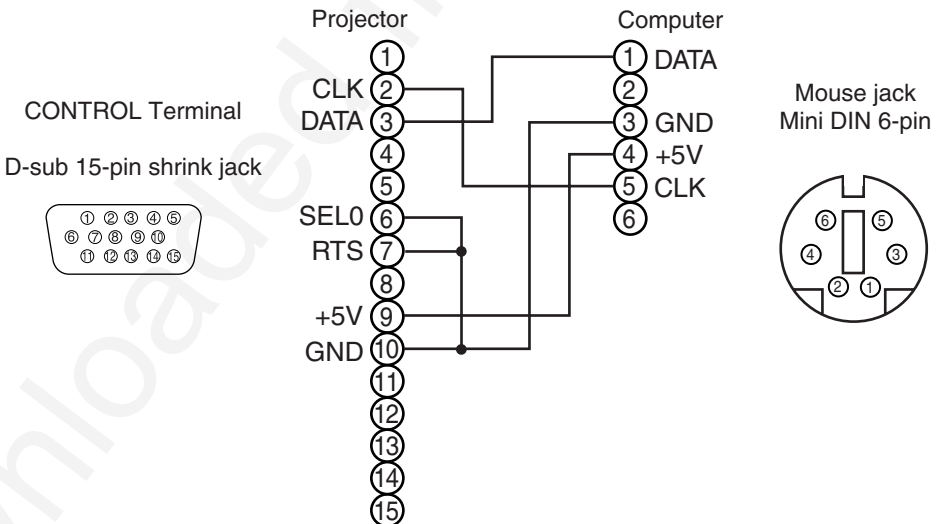 Projector
Computer
CONTROL Terminal
D-sub 15-pin shrink jack
1 2 3 4 5
6 7 8 9 10
11 12 13 14 15
1
CLK 2
DATA 3
4
5
SEL0 6
RTS 7
8
+5V 9
GND 10
11
12
13
14
15
1 DATA
2
3 GND
4 +5V
5 CLK
6
Mouse jack
Mini DIN 6-pin
6 5
4 3
2 1
nloaded